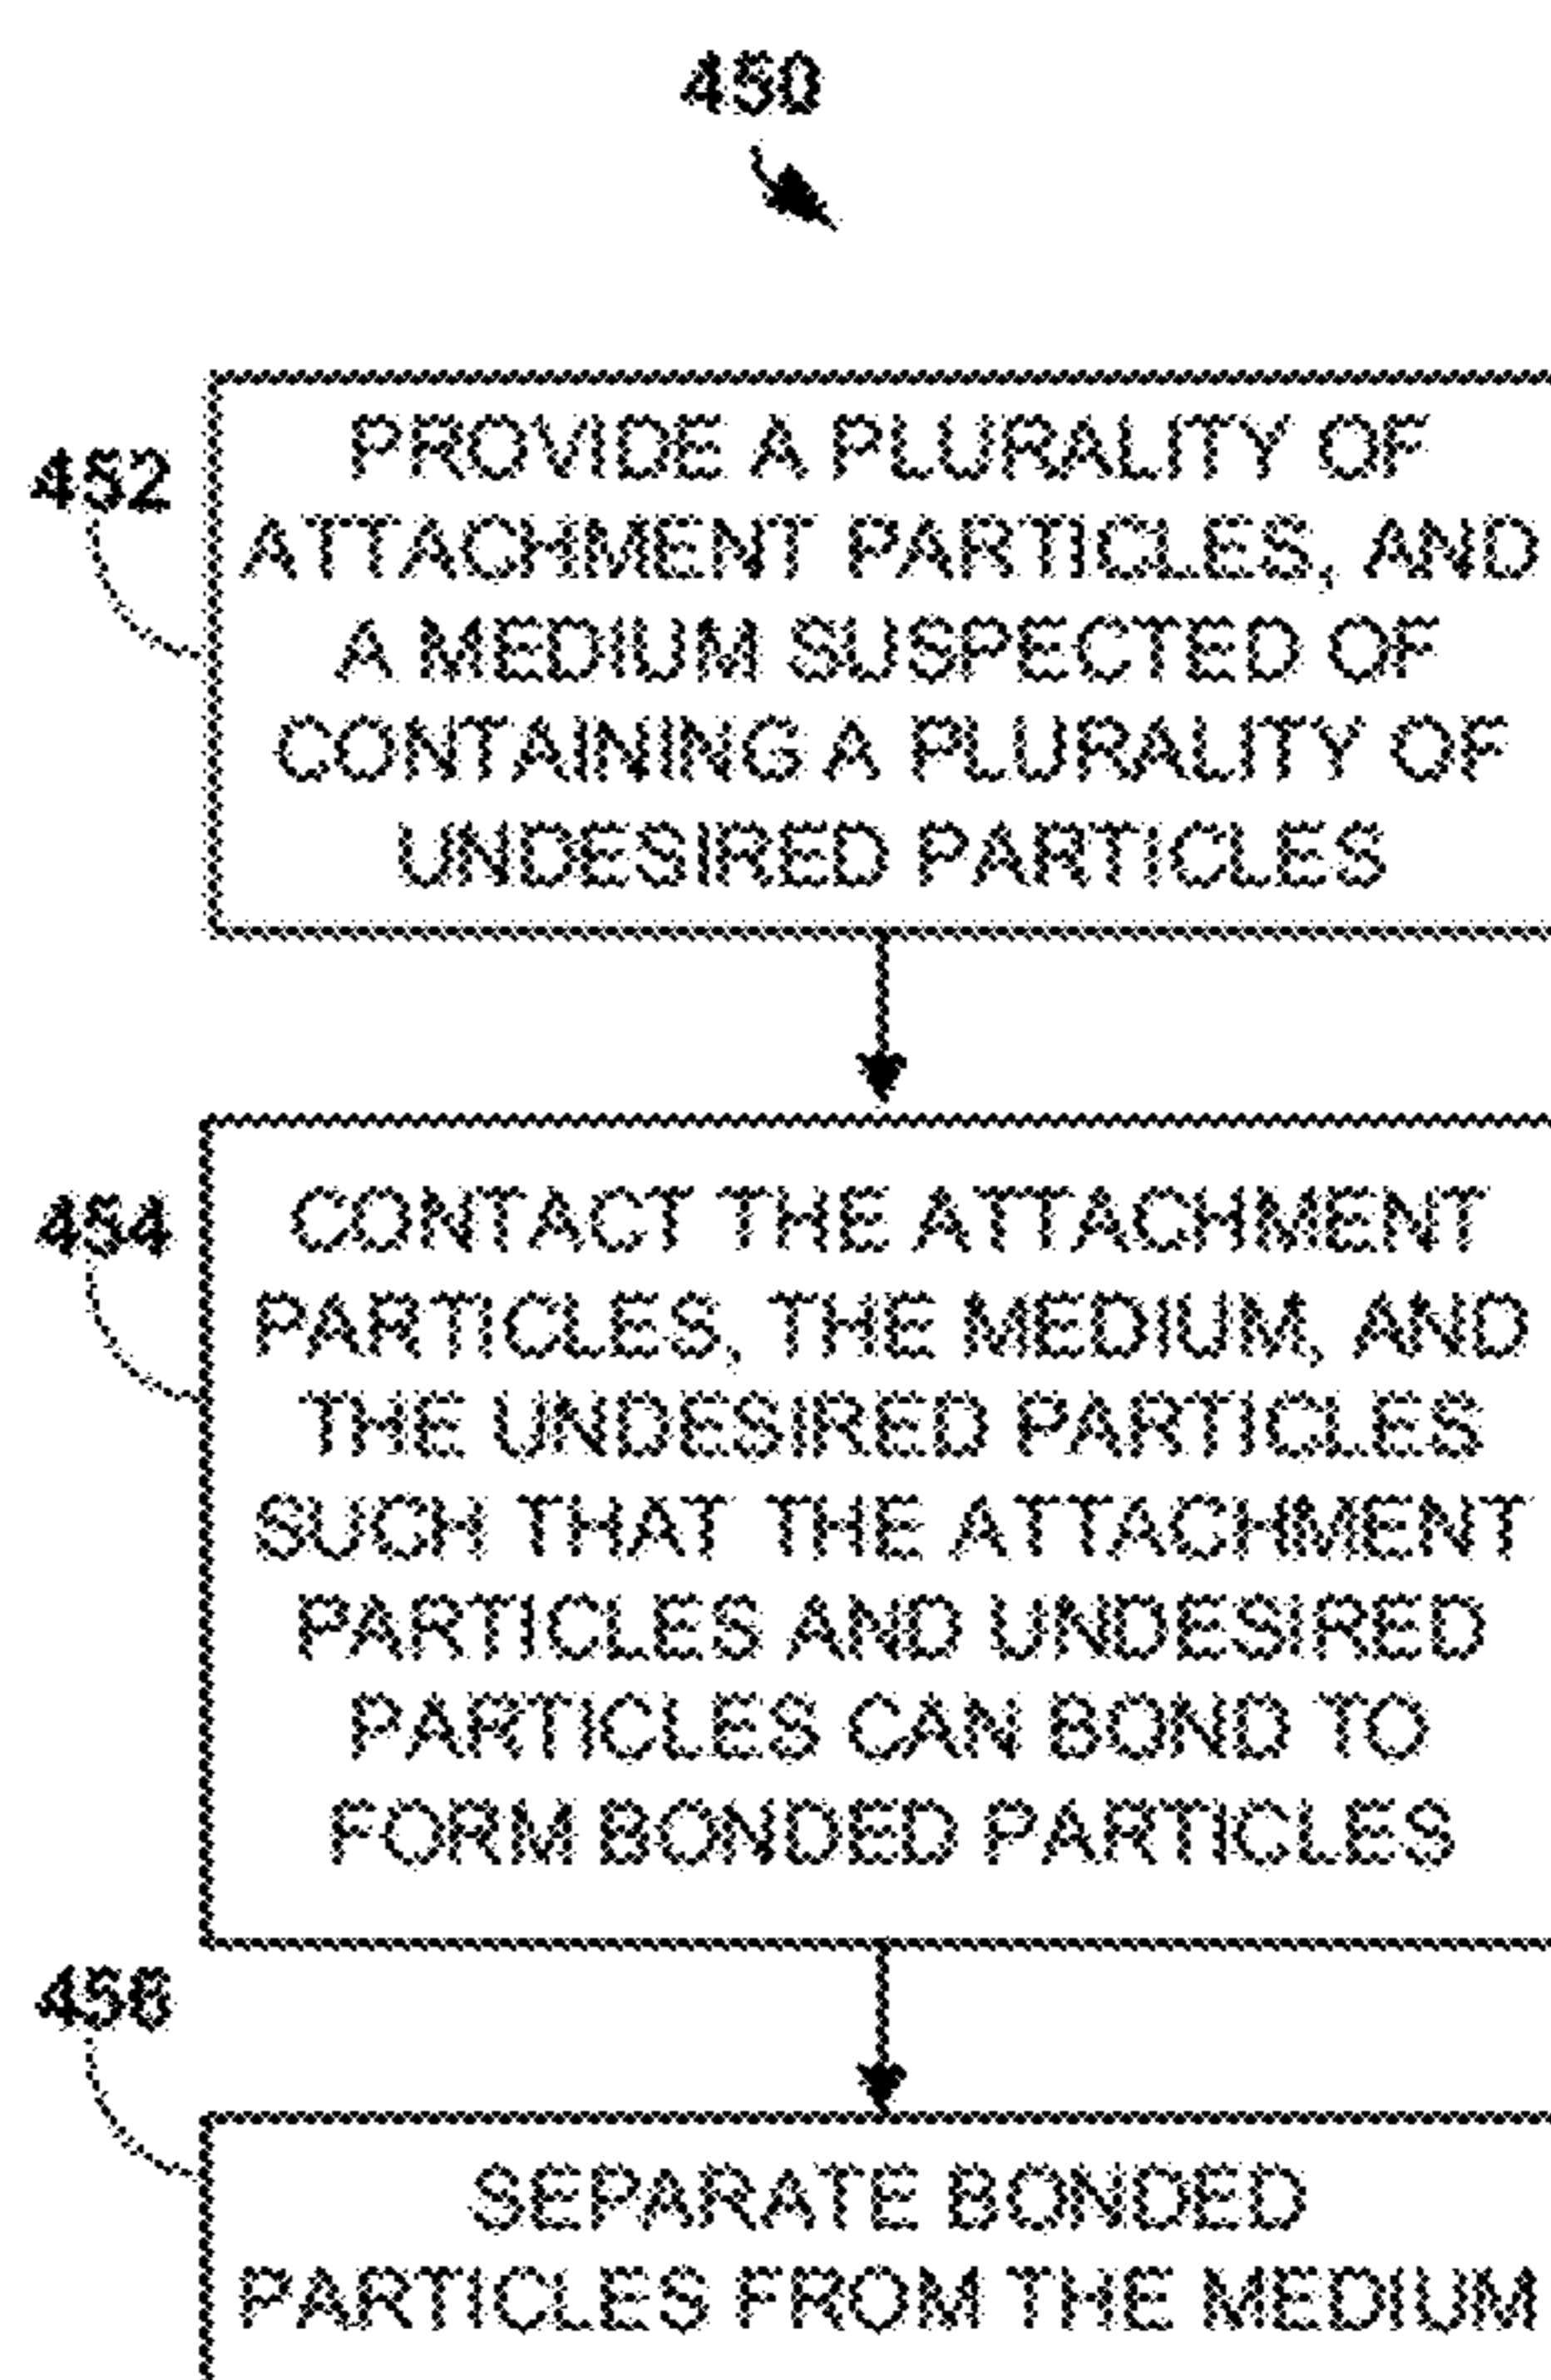 450
452
PROVIDE A PLURALITY OF
ATTACHMENT PARTICLES, AND
A MEDIUM SUSPECTED OF
CONTAINING A PLURALITY OF
UNDESIRED PARTICLES
454
CONTACT THE ATTACHMENT
PARTICLES, THE MEDIUM, AND
THE UNDESIRED PARTICLES
SUCH THAT THE ATTACHMENT
PARTICLES AND UNDESIRED
PARTICLES CAN BOND TO
FORM BONDED PARTICLES
456
SEPARATE BONDED
PARTICLES FROM THE MEDIUM